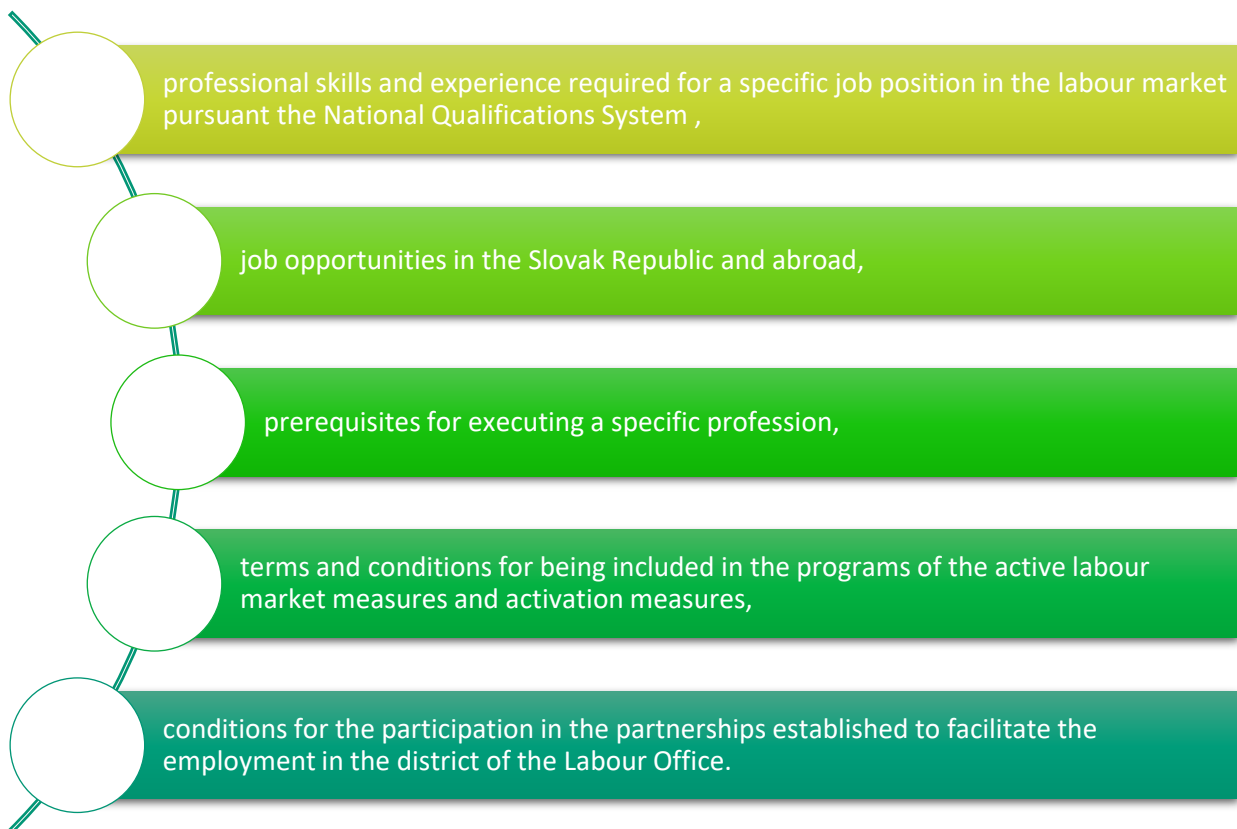 professional skills and experience required for a specific job position in the labour market
pursuant the National Qualifications System ,
job opportunities in the Slovak Republic and abroad,
prerequisites for executing a specific profession,
terms and conditions for being included in the programs of the active labour
market measures and activation measures,
conditions for the participation in the partnerships established to facilitate the
employment in the district of the Labour Office.